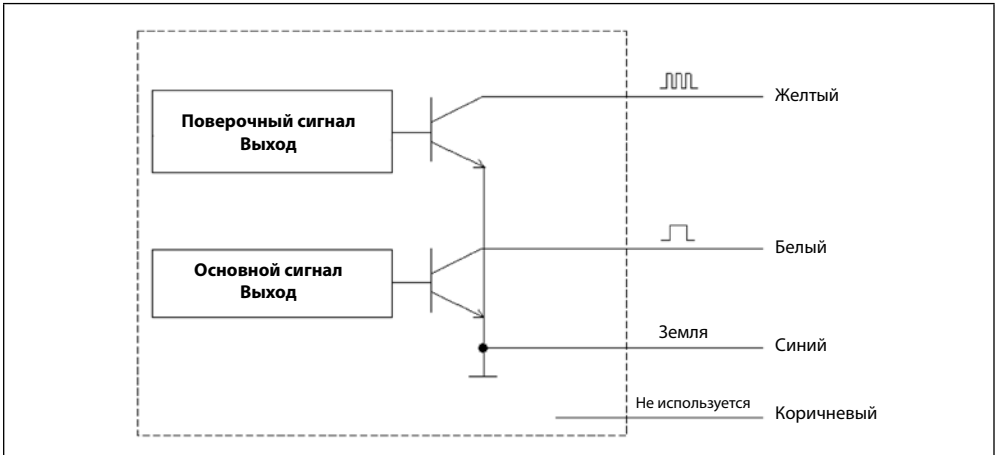 Поверочный сигнал
Выход
Желтый
Основной сигнал
Выход
Белый
Земля
Синий
Не используется
Коричневый